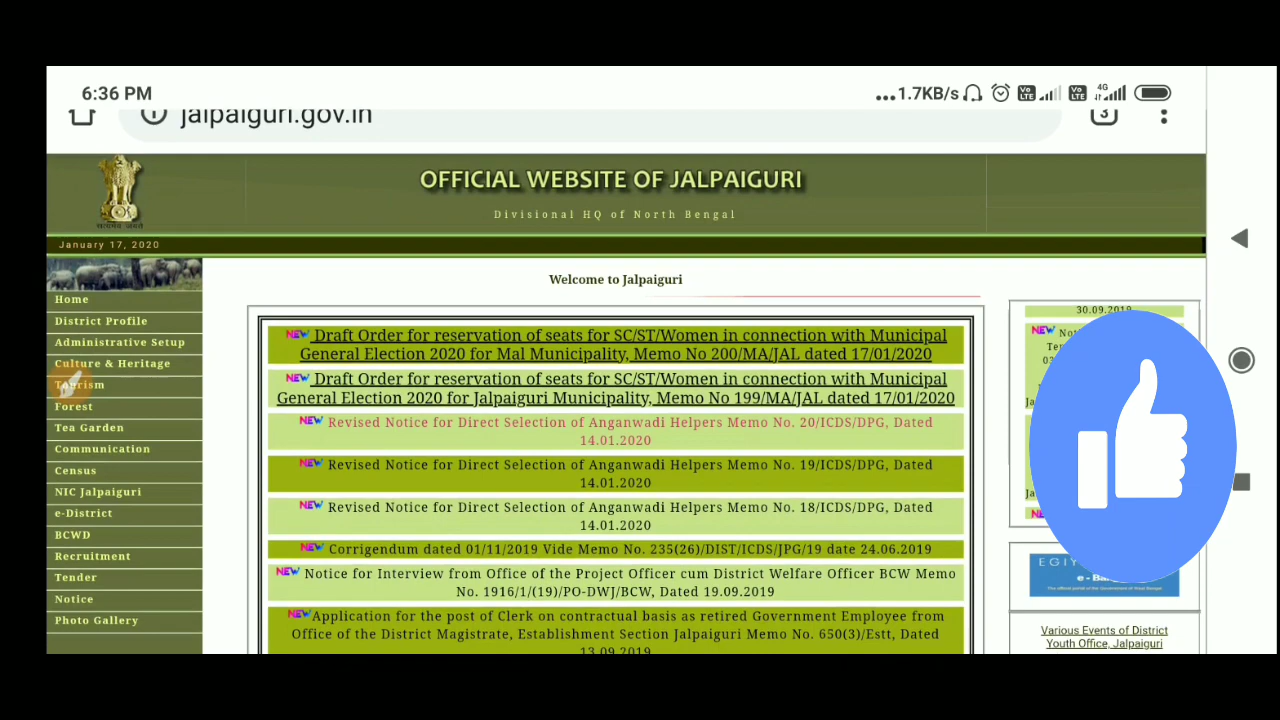 6:36 PM
...1.7KB/s
4G
jalpaiguri.gov.in
3
OFFICIAL WEBSITE OF JALPAIGURI
Divisional HQ of North Bengal
January 17, 2020
Welcome to Jalpaiguri
Home
District Profile
Administrative Setup
Culture & Heritage
Tourism
Forest
Tea Garden
Communication
Census
NIC Jalpaiguri
e-District
BCWD
Recruitment
Tender
Notice
Photo Gallery
NEW Draft Order for reservation of seats for SC/ST/Women in connection with Municipal
General Election 2020 for Mal Municipality, Memo No 200/MA/JAL dated 17/01/2020
NEW Draft Order for reservation of seats for SC/ST/Women in connection with Municipal
General Election 2020 for Jalpaiguri Municipality, Memo No 199/MA/JAL dated 17/01/2020
NEW Revised Notice for Direct Selection of Anganwadi Helpers Memo No. 20/ICDS/DPG, Dated
14.01.2020
NEW Revised Notice for Direct Selection of Anganwadi Helpers Memo No. 19/ICDS/DPG, Dated
14.01.2020
NEW Revised Notice for Direct Selection of Anganwadi Helpers Memo No. 18/ICDS/DPG, Dated
14.01.2020
NEW Corrigendum dated 01/11/2019 Vide Memo No. 235(26)/DIST/ICDS/JPG/19 date 24.06.2019
NEW Notice for Interview from Office of the Project Officer cum District Welfare Officer BCW Memo
No. 1916/1/(19)/PO-DWJ/BCW, Dated 19.09.2019
NEW Application for the post of Clerk on contractual basis as retired Government Employee from
Office of the District Magistrate, Establishment Section Jalpaiguri Memo No. 650(3)/Estt, Dated
13.09.2019
30.09.2019
NEW
Various Events of District
Youth Office, Jalpaiguri